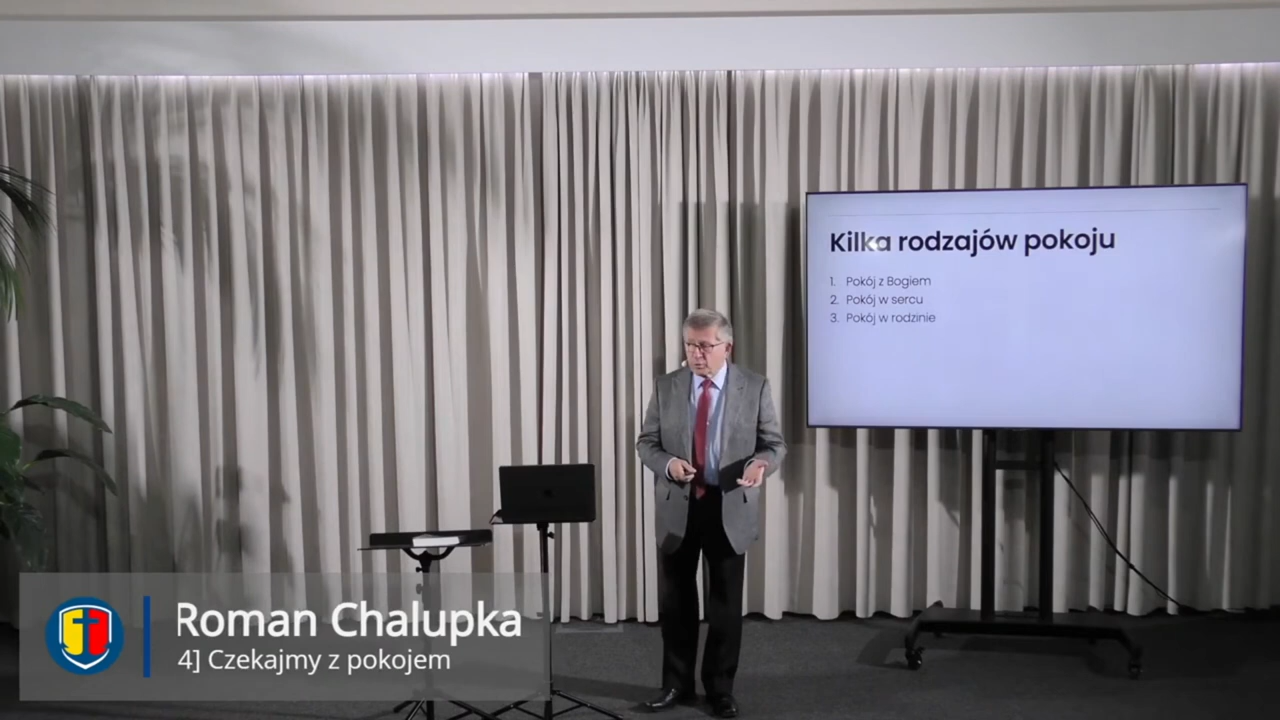 Kilka rodzajów pokoju
1. Pokój z Bogiem
2. Pokój w sercu
3. Pokój w rodzinie
Roman Chalupka
4] Czekajmy z pokojem